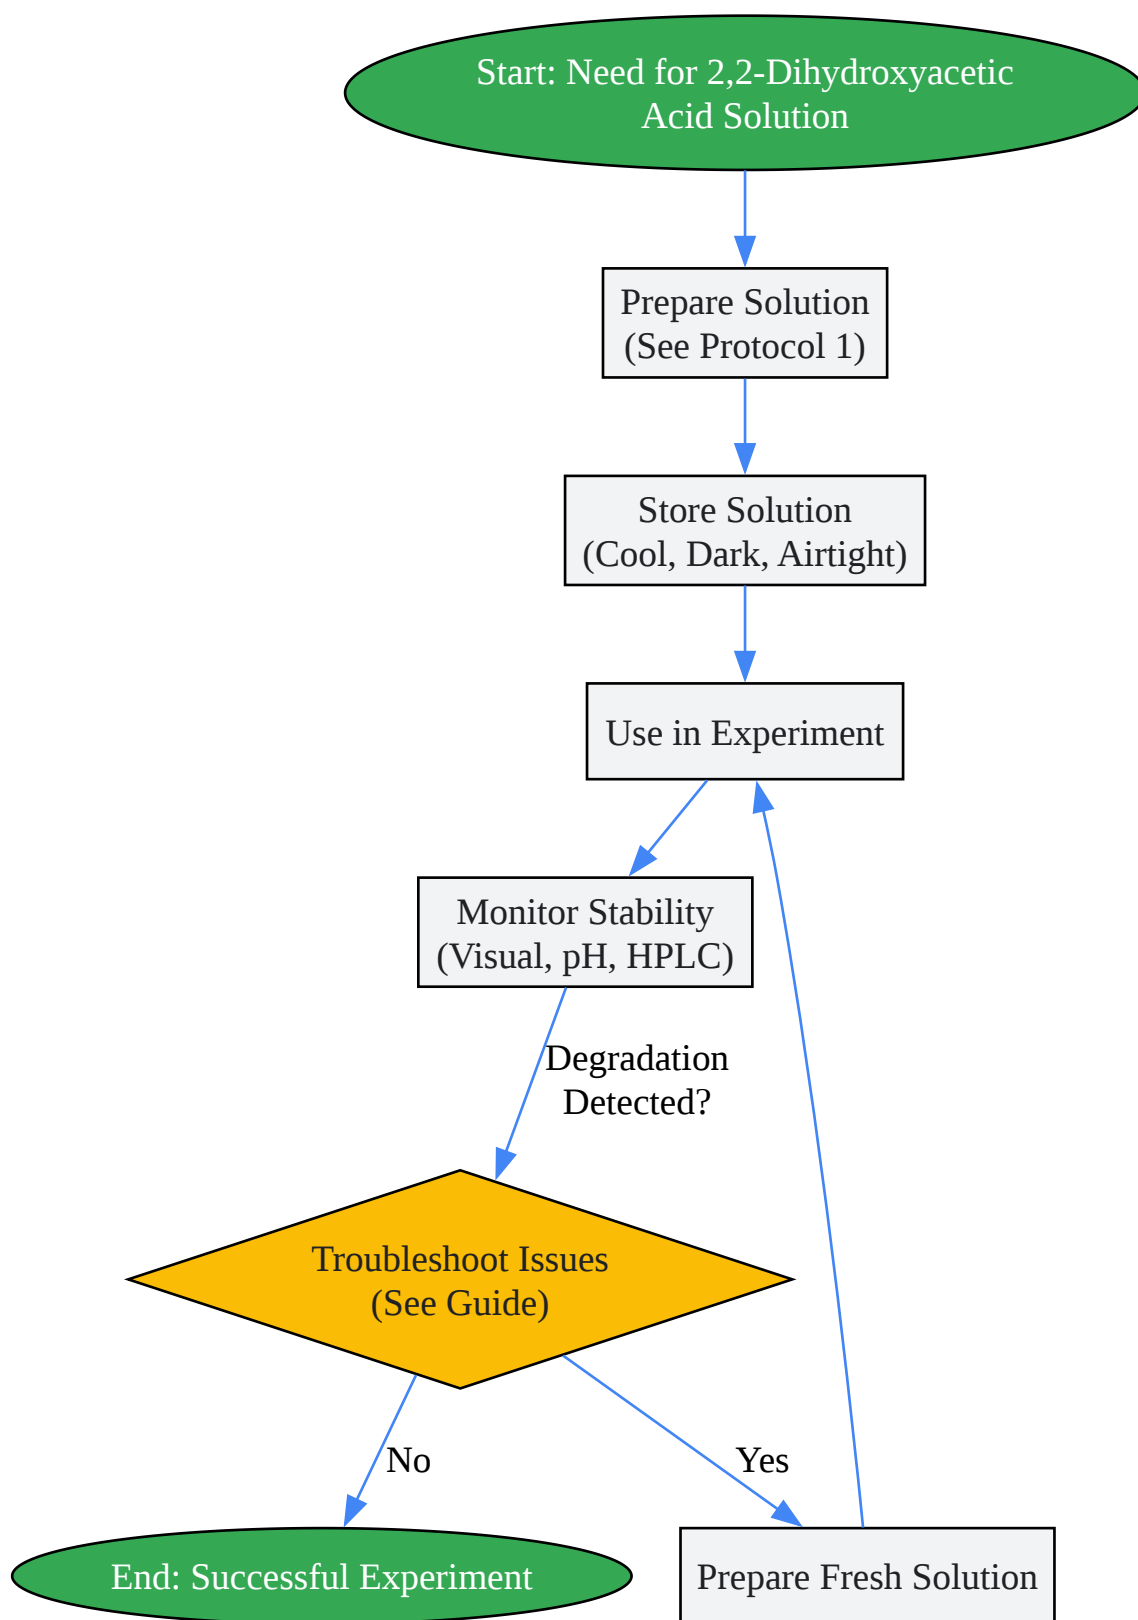 Start: Need for 2,2-Dihydroxyacetic
Acid Solution
Prepare Solution
(See Protocol 1)
Store Solution
(Cool, Dark, Airtight)
Use in Experiment
Monitor Stability
(Visual, pH, HPLC)
Degradation
Detected?
Troubleshoot Issues
(See Guide)
No
Yes
End: Successful Experiment
Prepare Fresh Solution